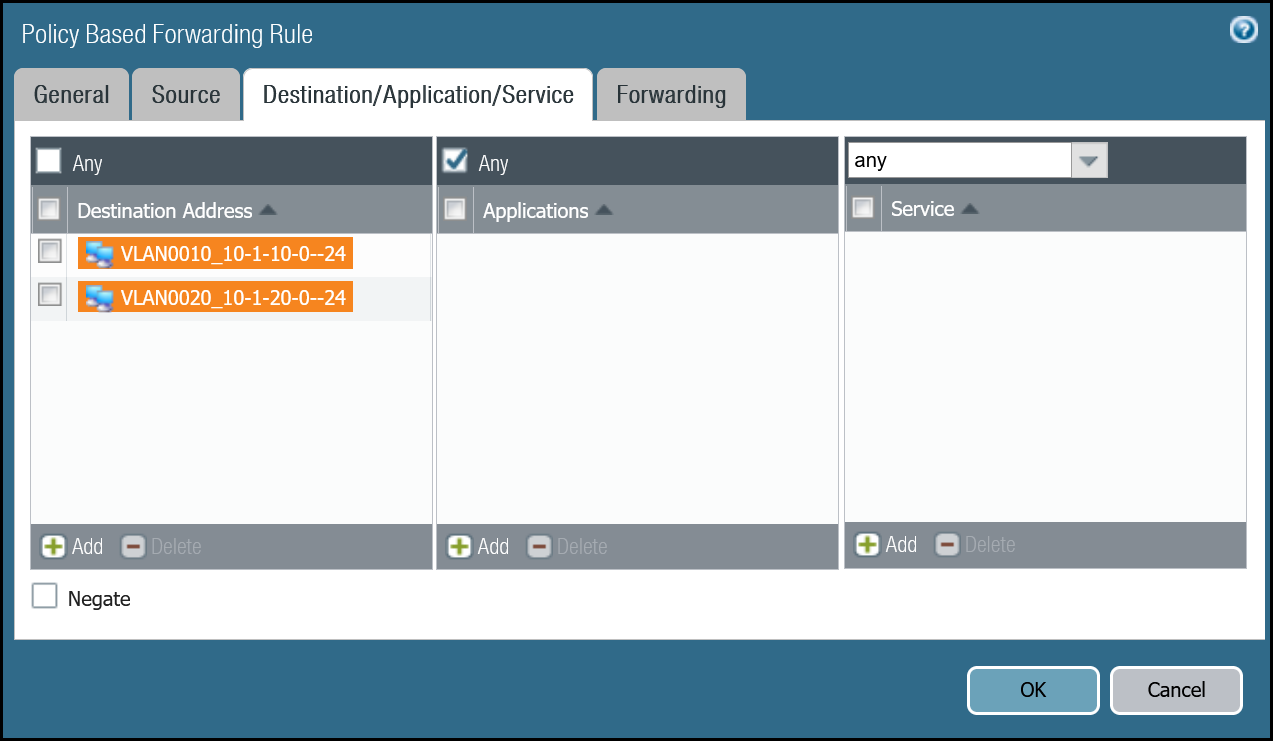 Policy Based Forwarding Rule
General Source Destination/Application/Service Forwarding
Any Any any
Destination Address Applications Service
VLAN0010_10-1-10-0--24
VLAN0020_10-1-20-0--24
Add Delete Add Delete Add Delete
Negate
OK Cancel